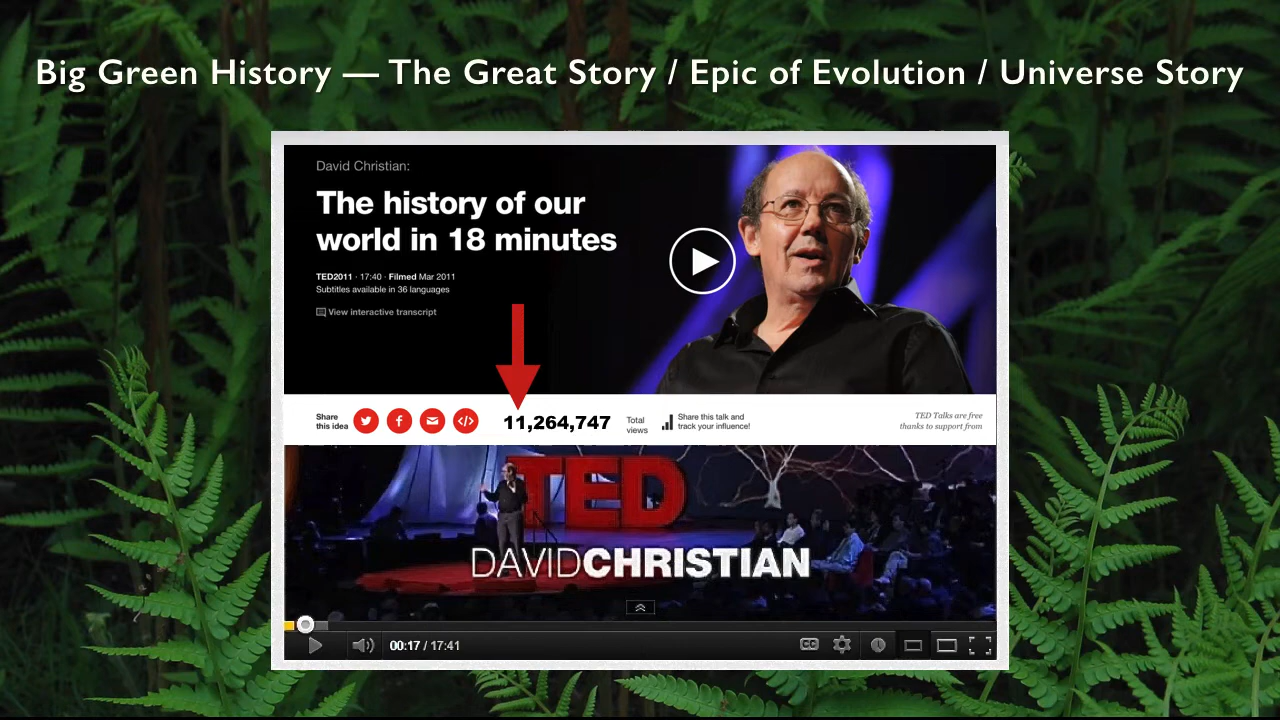 Big Green History — The Great Story / Epic of Evolution / Universe Story
David Christian:
The history of our
world in 18 minutes
TED2011 · 17:40 · Filmed Mar 2011
Subtitles available in 36 languages
View interactive transcript
Share
this idea
11,264,747
Total
views
Share this talk and
track your influence!
TED Talks are free
thanks to support from
TED
DAVIDCHRISTIAN
CC
00:17 / 17:41